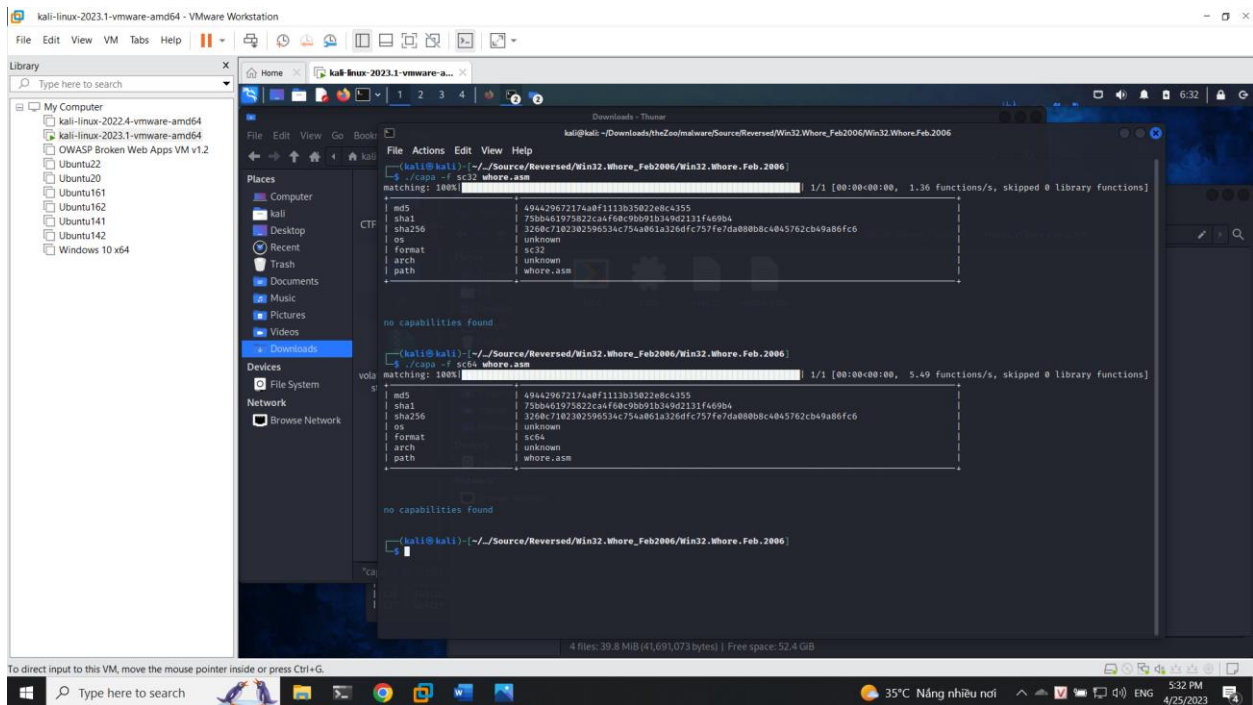 kali-linux-2023.1-vmware-amd64 - VMware Workstation
File Edit View VM Tabs Help
Library
Type here to search
My Computer
kali-linux-2022.4-vmware-amd64
kali-linux-2023.1-vmware-amd64
OWASP Broken Web Apps VM v1.2
Ubuntu22
Ubuntu20
Ubuntu161
Ubuntu162
Ubuntu141
Ubuntu142
Windows 10 x64
Home
kali-linux-2023.1-vmware-a...
1 2 3 4
6:32
Downloads - Thunar
File Edit View Go
Places
Computer
kali
Desktop
Recent
Trash
Documents
Music
Pictures
Videos
Downloads
Devices
File System
Network
Browse Network
CTF
vola
kali@kali: ~/Downloads/theZoo/malware/Source/Reversed/Win32.Whore_Feb2006/Win32.Whore.Feb.2006
File Actions Edit View Help
(kali㉿kali)-[~/…/Source/Reversed/Win32.Whore_Feb2006/Win32.Whore.Feb.2006]
$ ./capa -f sc32 whore.asm
matching: 100%| | 1/1 [00:00<00:00, 1.36 functions/s, skipped 0 library functions]
| md5 | 494429672174a0f1113b35022e8c4355 |
| sha1 | 75bb461975822ca4f60c9bb91b349d2131f469b4 |
| sha256 | 3260c7102302596534c754a061a326dfc757fe7da080b8c4045762cb49a86fc6 |
| os | unknown |
| format | sc32 |
| arch | unknown |
| path | whore.asm |
no capabilities found
(kali㉿kali)-[~/…/Source/Reversed/Win32.Whore_Feb2006/Win32.Whore.Feb.2006]
$ ./capa -f sc64 whore.asm
matching: 100%| | 1/1 [00:00<00:00, 5.49 functions/s, skipped 0 library functions]
| md5 | 494429672174a0f1113b35022e8c4355 |
| sha1 | 75bb461975822ca4f60c9bb91b349d2131f469b4 |
| sha256 | 3260c7102302596534c754a061a326dfc757fe7da080b8c4045762cb49a86fc6 |
| os | unknown |
| format | sc64 |
| arch | unknown |
| path | whore.asm |
no capabilities found
(kali㉿kali)-[~/…/Source/Reversed/Win32.Whore_Feb2006/Win32.Whore.Feb.2006]
$
4 files: 39.8 MiB (41,691,073 bytes) | Free space: 52.4 GiB
To direct input to this VM, move the mouse pointer inside or press Ctrl+G.
Type here to search
35°C Nắng nhiều nơi
ENG
5:32 PM
4/25/2023
4